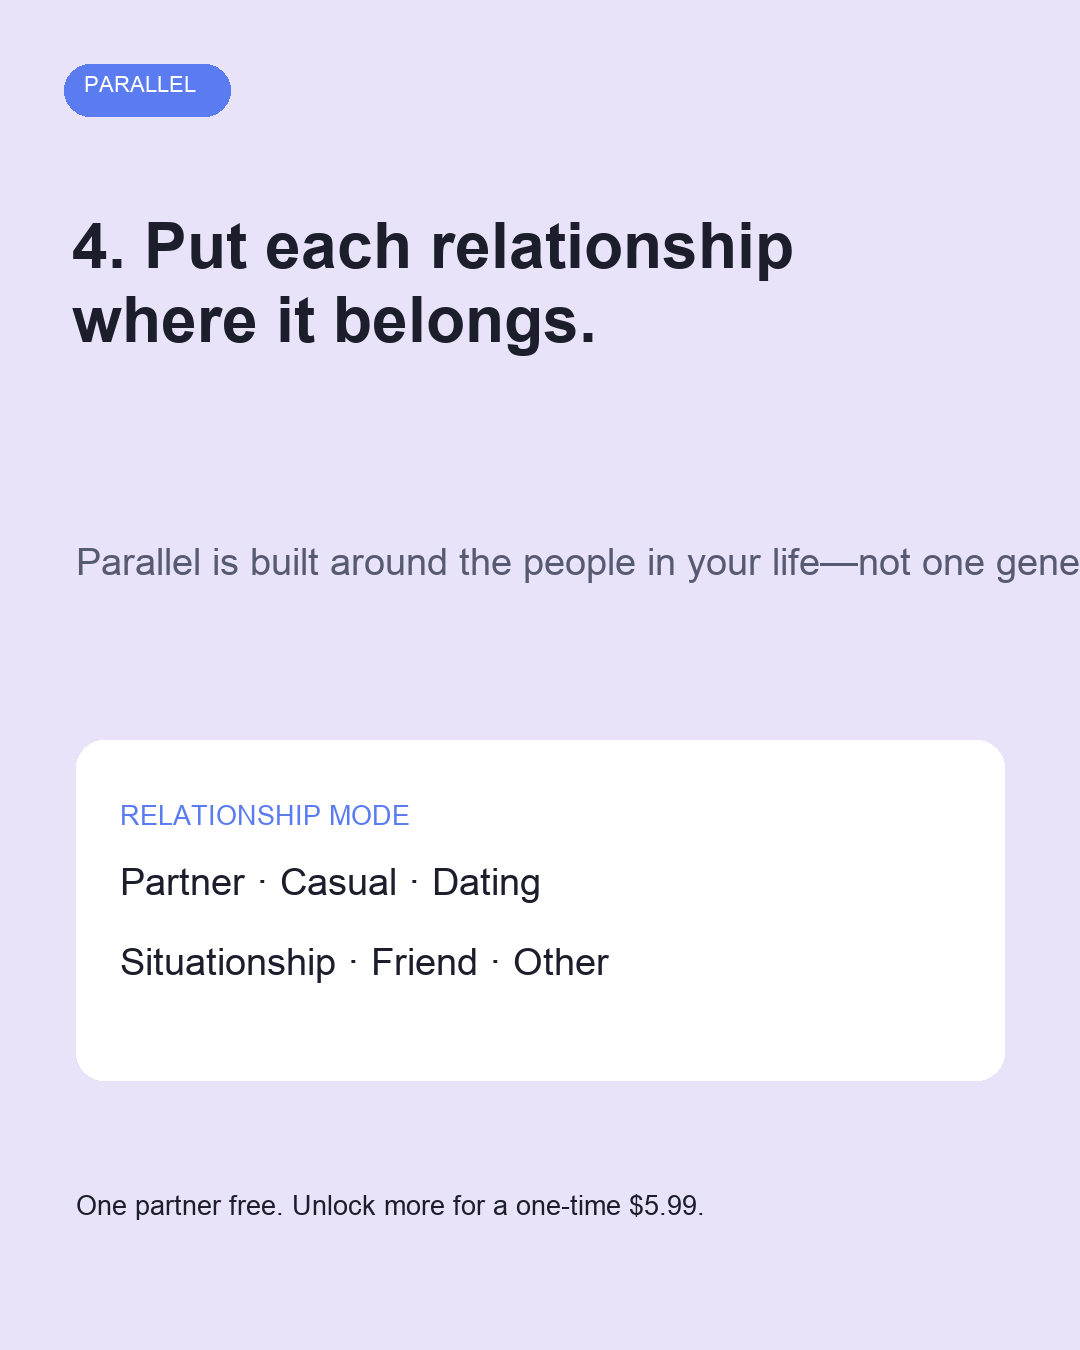 PARALLEL
4. Put each relationship
where it belongs.
Parallel is built around the people in your life—not one gene
RELATIONSHIP MODE
Partner · Casual · Dating
Situationship · Friend · Other
One partner free. Unlock more for a one-time $5.99.